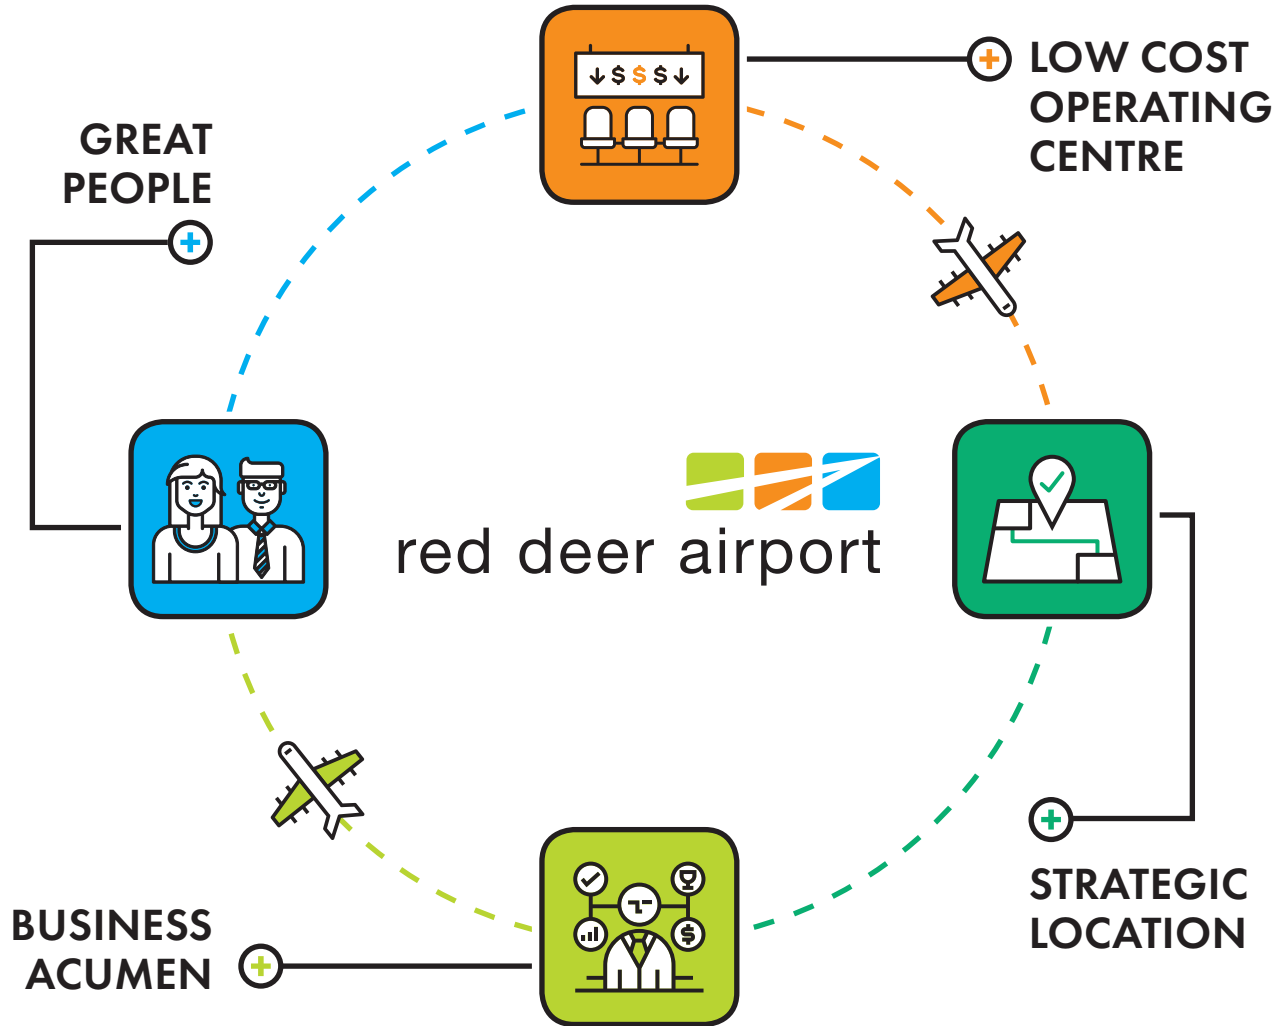 LOW COST
OPERATING
CENTRE
GREAT
PEOPLE
↓$$$↓
red deer airport
STRATEGIC
LOCATION
BUSINESS
ACUMEN
$